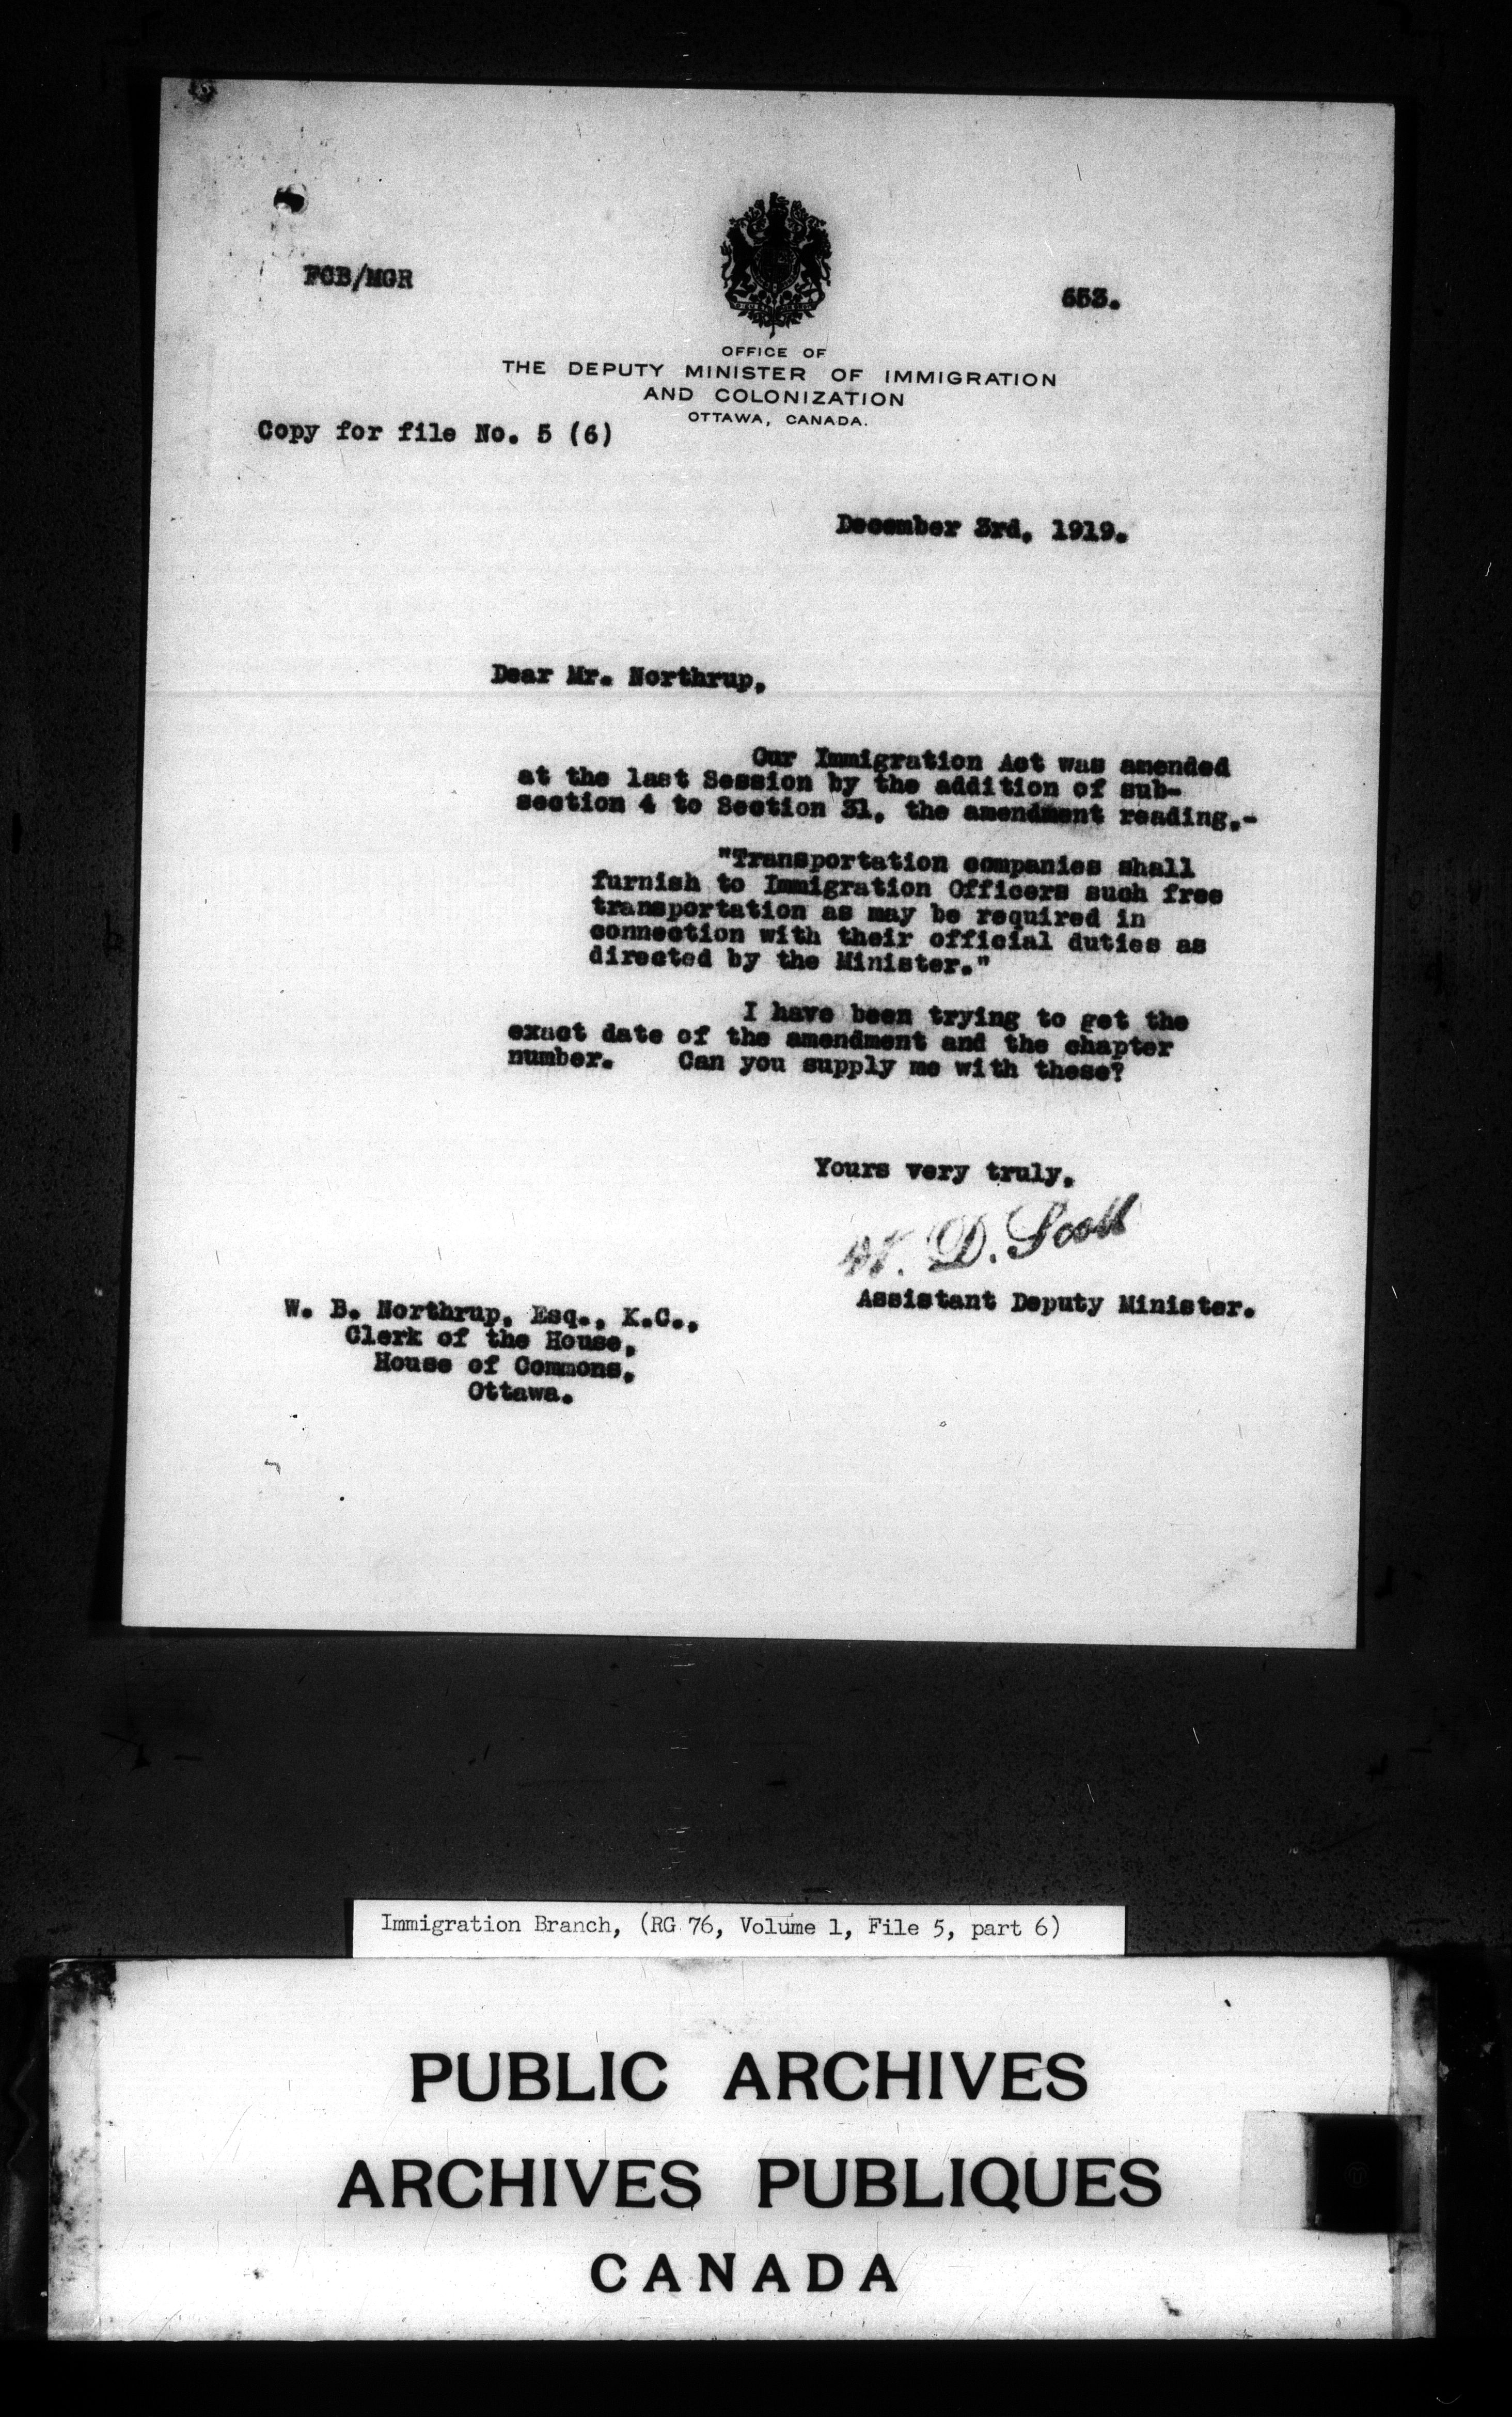 FCB/MGR
653.
OFFICE OF
THE DEPUTY MINISTER OF IMMIGRATION
AND COLONIZATION
OTTAWA, CANADA.
Copy for file No. 5 (6)
December 3rd, 1919.
Dear Mr. Northrup,
Our Immigration Act was amended
at the last Session by the addition of sub-
section 4 to Section 31, the amendment reading,-
"Transportation companies shall
furnish to Immigration Officers such free
transportation as may be required in
connection with their official duties as
directed by the Minister."
I have been trying to get the
exact date of the amendment and the chapter
number. Can you supply me with these?
Yours very truly,
W. D. Scott
Assistant Deputy Minister.
W. B. Northrup, Esq., K.C.,
Clerk of the House,
House of Commons,
Ottawa.
Immigration Branch, (RG 76, Volume 1, File 5, part 6)
PUBLIC ARCHIVES
ARCHIVES PUBLIQUES
CANADA